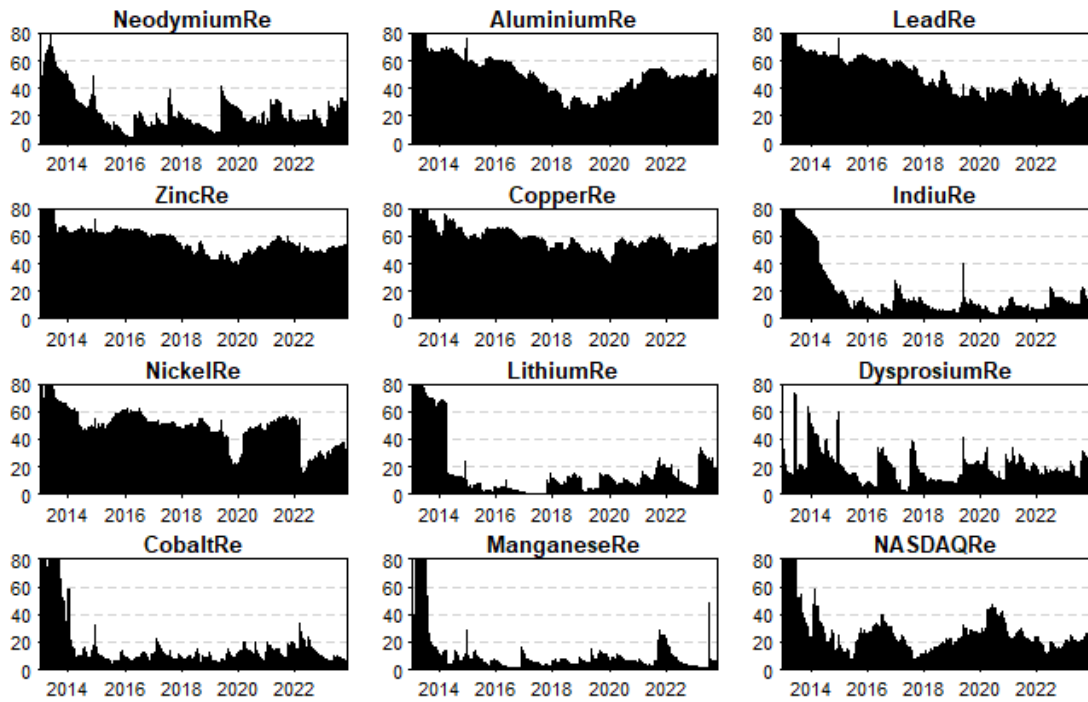 NeodymiumRe AluminiumRe LeadRe
80 80 80
60 60 60
40 40 40
20 20 20
0 0 0
2014 2016 2018 2020 2022 2014 2016 2018 2020 2022 2014 2016 2018 2020 2022
ZincRe CopperRe IndiuRe
80 80 80
60 60 60
40 40 40
20 20 20
0 0 0
2014 2016 2018 2020 2022 2014 2016 2018 2020 2022 2014 2016 2018 2020 2022
NickelRe LithiumRe DysprosiumRe
80 80 80
60 60 60
40 40 40
20 20 20
0 0 0
2014 2016 2018 2020 2022 2014 2016 2018 2020 2022 2014 2016 2018 2020 2022
CobaltRe ManganeseRe NASDAQRe
80 80 80
60 60 60
40 40 40
20 20 20
0 0 0
2014 2016 2018 2020 2022 2014 2016 2018 2020 2022 2014 2016 2018 2020 2022